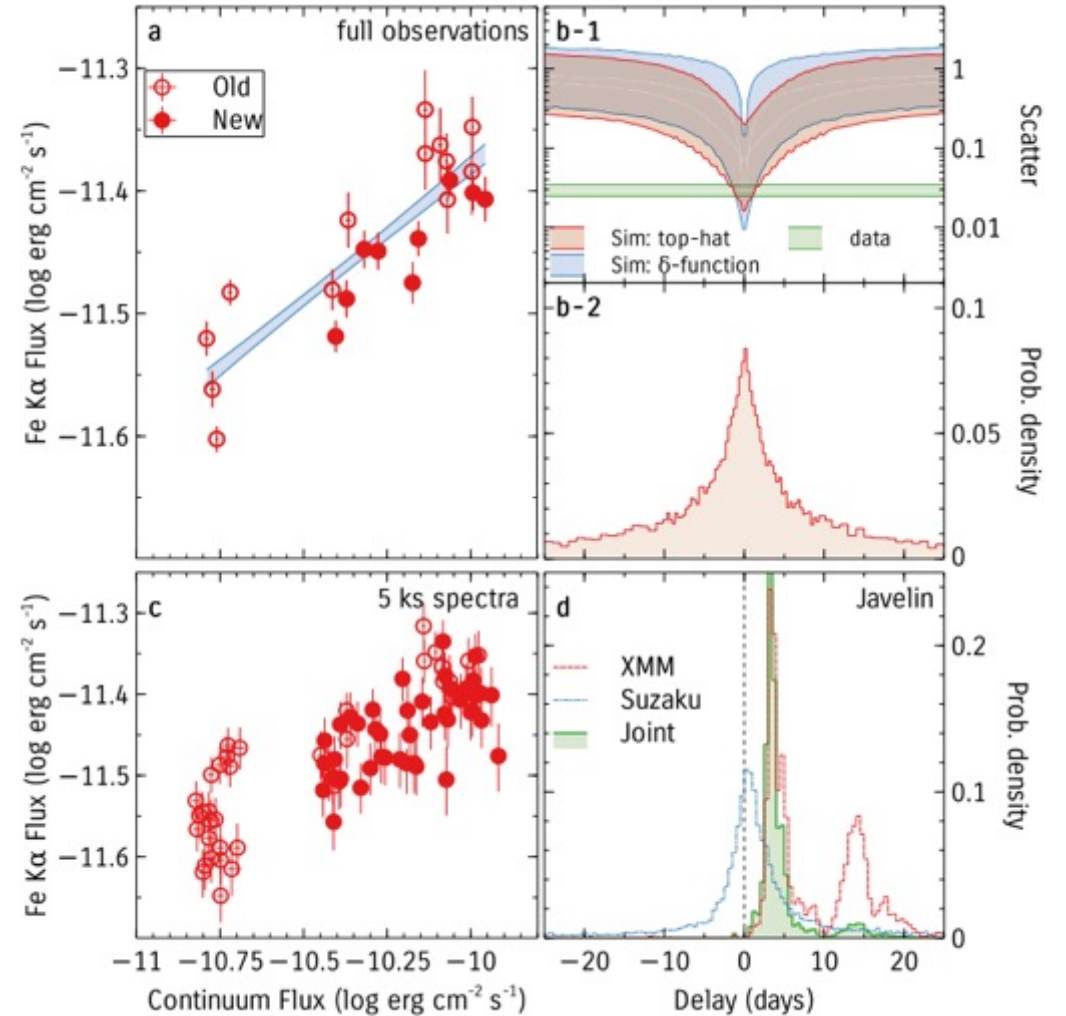 a
full observations
Old
New
−11.3
−11.4
−11.5
−11.6
Fe Kα Flux (log erg cm⁻² s⁻¹)
b-1
1
0.1
0.01
Scatter
Sim: top-hat
data
Sim: δ-function
b-2
0.1
0.05
0
Prob. density
c
5 ks spectra
−11.3
−11.4
−11.5
−11.6
Fe Kα Flux (log erg cm⁻² s⁻¹)
−11
−10.75
−10.5
−10.25
−10
Continuum Flux (log erg cm⁻² s⁻¹)
d
Javelin
XMM
Suzaku
Joint
0.2
0.1
0
Prob. density
−20
−10
0
10
20
Delay (days)